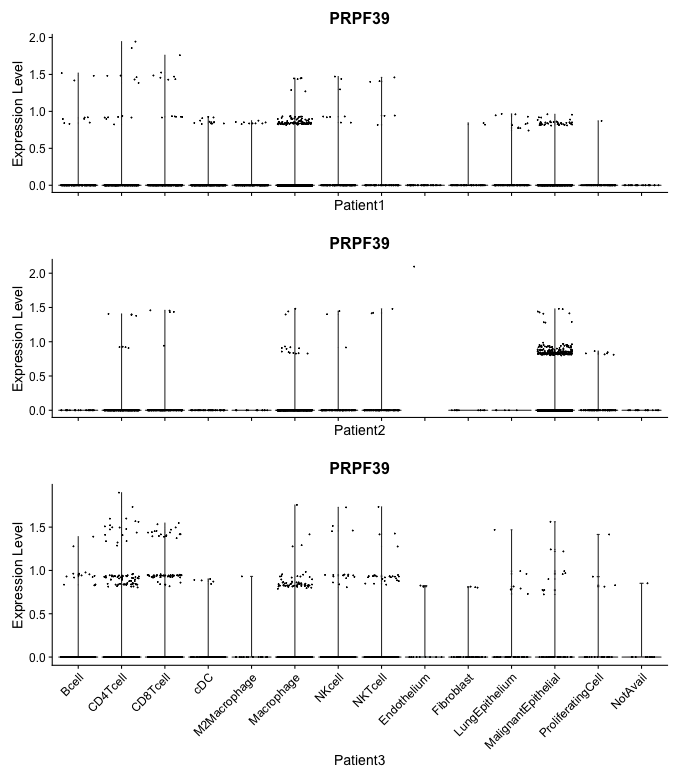 PRPF39
Expression Level
2.0
1.5
1.0
0.5
0.0
Patient1
PRPF39
Expression Level
2.0
1.5
1.0
0.5
0.0
Patient2
PRPF39
Expression Level
1.5
1.0
0.5
0.0
Bcell
CD4Tcell
CD8Tcell
cDC
M2Macrophage
Macrophage
NKcell
NKTcell
Endothelium
Fibroblast
LungEpithelium
MalignantEpithelial
ProliferatingCell
NotAvail
Patient3